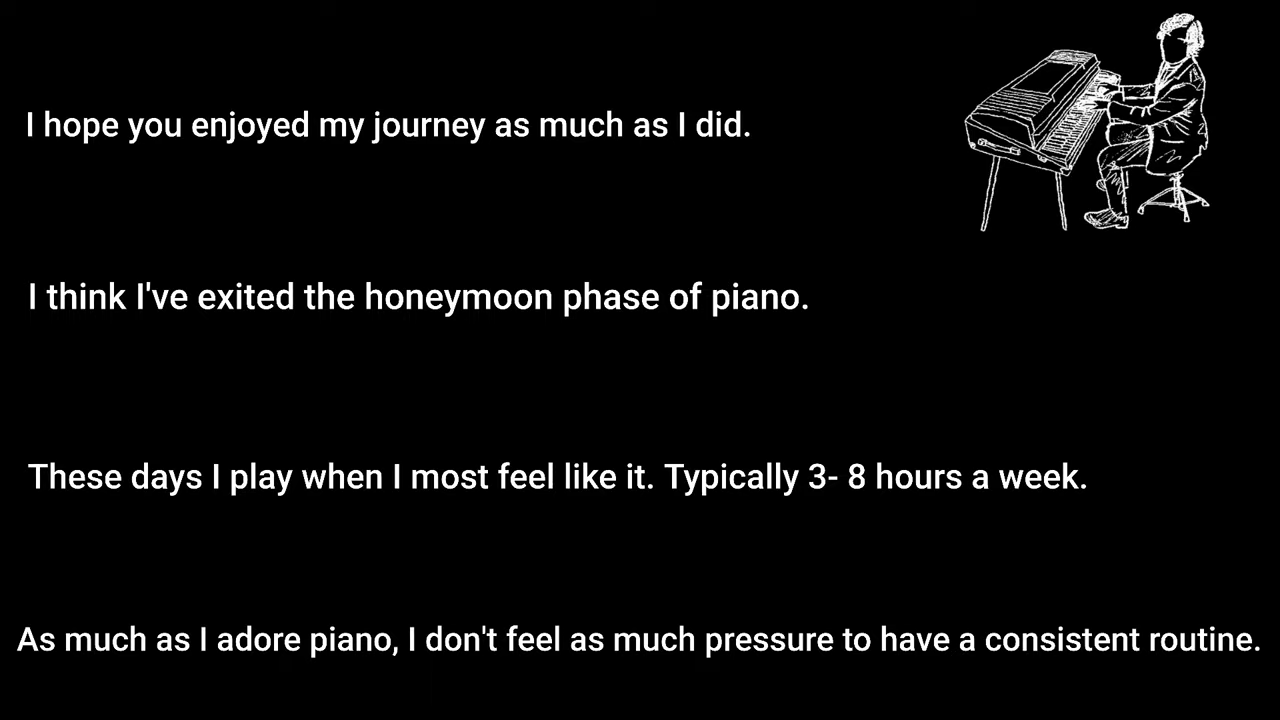 I hope you enjoyed my journey as much as I did.
I think I've exited the honeymoon phase of piano.
These days I play when I most feel like it. Typically 3- 8 hours a week.
As much as I adore piano, I don't feel as much pressure to have a consistent routine.